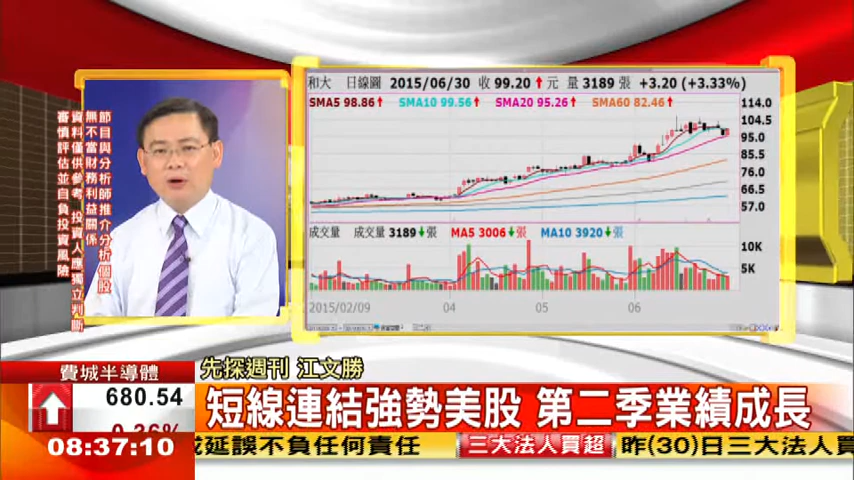 節目與分析師推介分析個股
無不當財務利益關係
資料僅供參考 投資人應獨立判斷
審慎評估並自負投資風險
和大 日線圖 2015/06/30 收 99.20 ↑ 元 量 3189 張 +3.20 (+3.33%)
SMA5 98.86↑ SMA10 99.56↑ SMA20 95.26↑ SMA60 82.46↑
114.0
104.5
95.0
85.5
76.0
66.5
57.0
成交量 成交量 3189↓張 MA5 3006↓張 MA10 3920↓張
10K
5K
2015/02/09 04 05 06
先探週刊 江文勝
費城半導體
680.54
0.36%
短線連結強勢美股 第二季業績成長
08:37:10
延誤不負任何責任 三大法人買超 昨(30)日三大法人買